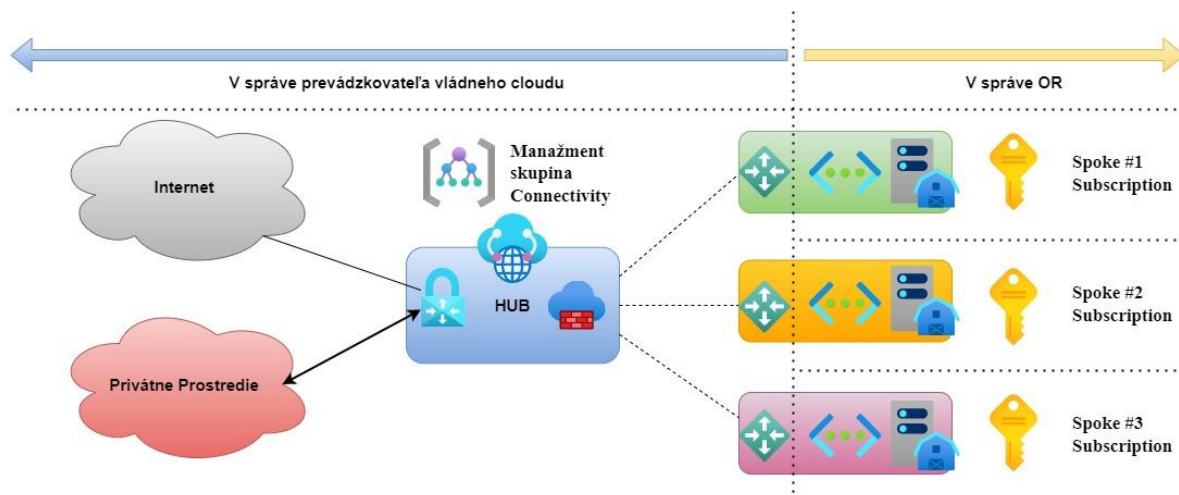 V správe prevádzkovateľa vládneho cloudu
V správe OR
Internet
Manažment
skupina
Connectivity
HUB
Privátne Prostredie
Spoke #1
Subscription
Spoke #2
Subscription
Spoke #3
Subscription